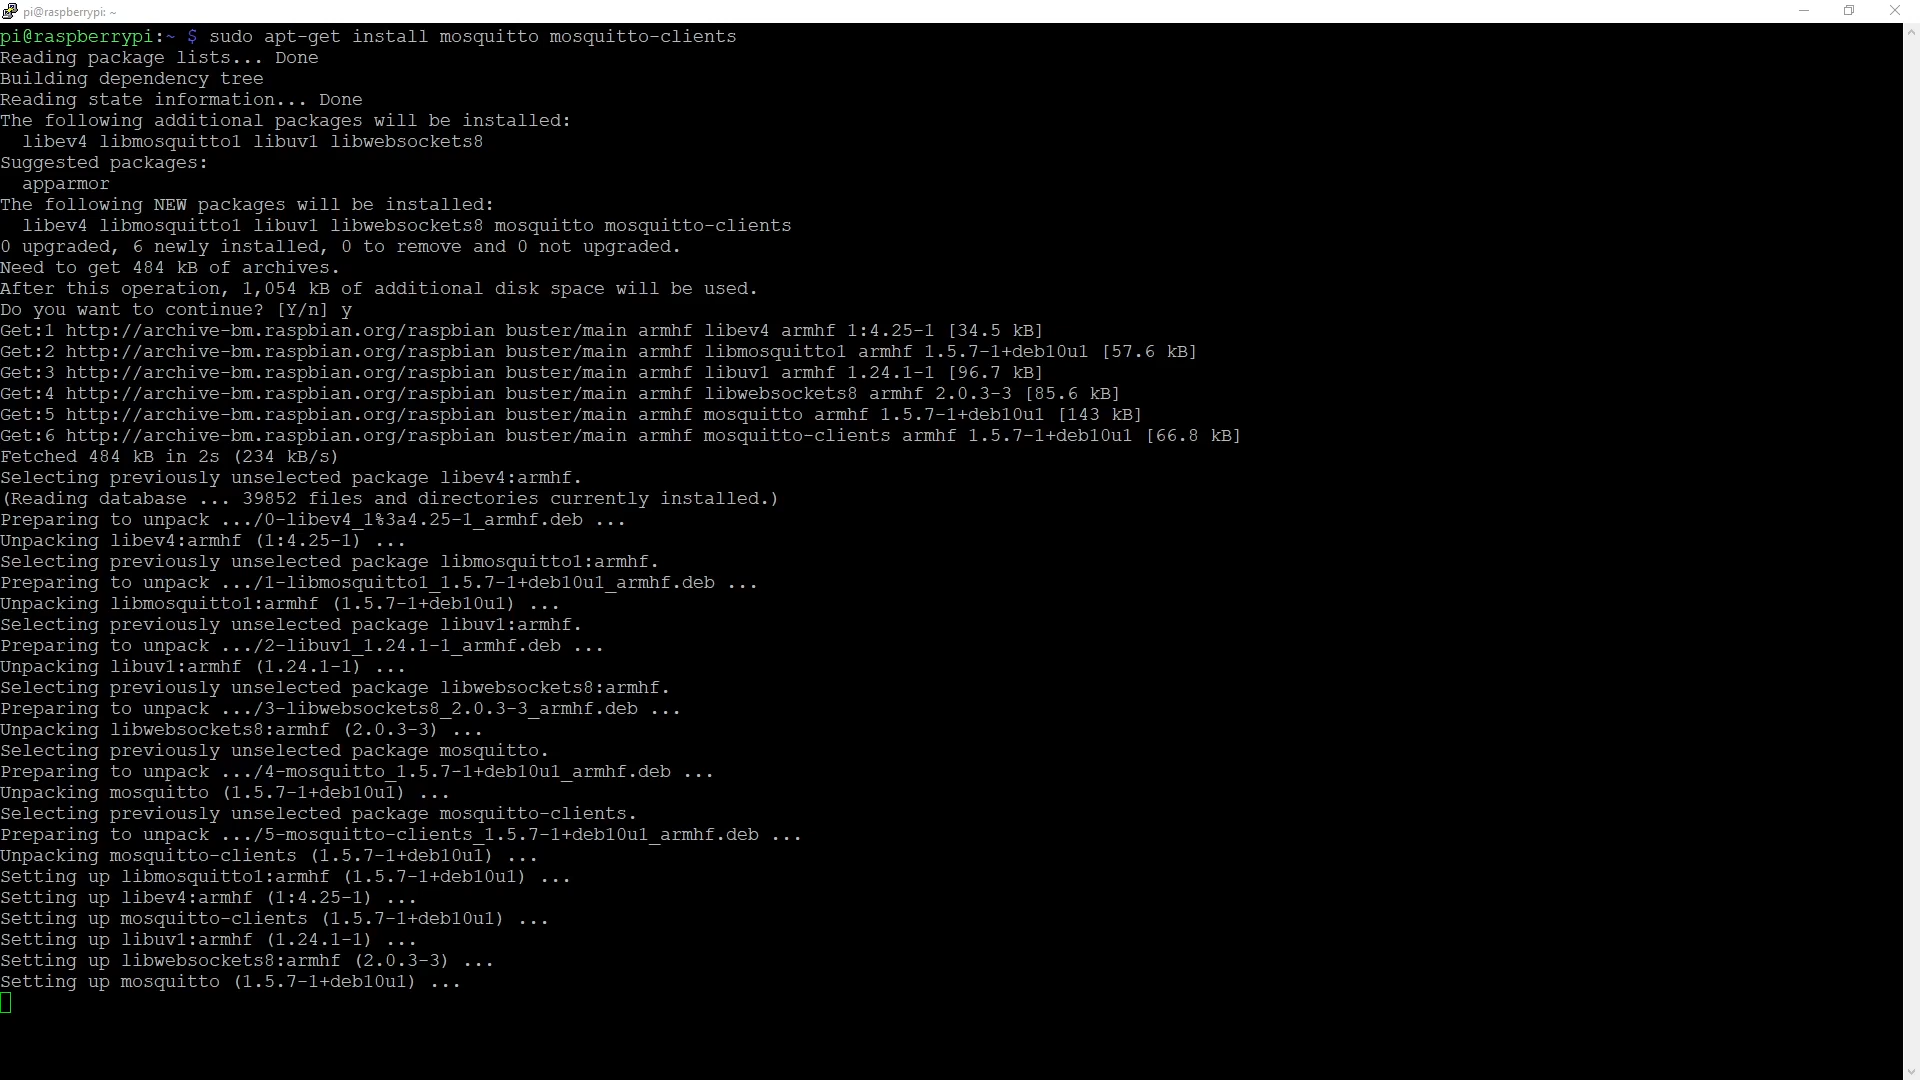 pi@raspberrypi: ~
pi@raspberrypi:~ $ sudo apt-get install mosquitto mosquitto-clients
Reading package lists... Done
Building dependency tree
Reading state information... Done
The following additional packages will be installed:
  libev4 libmosquitto1 libuv1 libwebsockets8
Suggested packages:
  apparmor
The following NEW packages will be installed:
  libev4 libmosquitto1 libuv1 libwebsockets8 mosquitto mosquitto-clients
0 upgraded, 6 newly installed, 0 to remove and 0 not upgraded.
Need to get 484 kB of archives.
After this operation, 1,054 kB of additional disk space will be used.
Do you want to continue? [Y/n] y
Get:1 http://archive-bm.raspbian.org/raspbian buster/main armhf libev4 armhf 1:4.25-1 [34.5 kB]
Get:2 http://archive-bm.raspbian.org/raspbian buster/main armhf libmosquitto1 armhf 1.5.7-1+deb10u1 [57.6 kB]
Get:3 http://archive-bm.raspbian.org/raspbian buster/main armhf libuv1 armhf 1.24.1-1 [96.7 kB]
Get:4 http://archive-bm.raspbian.org/raspbian buster/main armhf libwebsockets8 armhf 2.0.3-3 [85.6 kB]
Get:5 http://archive-bm.raspbian.org/raspbian buster/main armhf mosquitto armhf 1.5.7-1+deb10u1 [143 kB]
Get:6 http://archive-bm.raspbian.org/raspbian buster/main armhf mosquitto-clients armhf 1.5.7-1+deb10u1 [66.8 kB]
Fetched 484 kB in 2s (234 kB/s)
Selecting previously unselected package libev4:armhf.
(Reading database ... 39852 files and directories currently installed.)
Preparing to unpack .../0-libev4_1%3a4.25-1_armhf.deb ...
Unpacking libev4:armhf (1:4.25-1) ...
Selecting previously unselected package libmosquitto1:armhf.
Preparing to unpack .../1-libmosquitto1_1.5.7-1+deb10u1_armhf.deb ...
Unpacking libmosquitto1:armhf (1.5.7-1+deb10u1) ...
Selecting previously unselected package libuv1:armhf.
Preparing to unpack .../2-libuv1_1.24.1-1_armhf.deb ...
Unpacking libuv1:armhf (1.24.1-1) ...
Selecting previously unselected package libwebsockets8:armhf.
Preparing to unpack .../3-libwebsockets8_2.0.3-3_armhf.deb ...
Unpacking libwebsockets8:armhf (2.0.3-3) ...
Selecting previously unselected package mosquitto.
Preparing to unpack .../4-mosquitto_1.5.7-1+deb10u1_armhf.deb ...
Unpacking mosquitto (1.5.7-1+deb10u1) ...
Selecting previously unselected package mosquitto-clients.
Preparing to unpack .../5-mosquitto-clients_1.5.7-1+deb10u1_armhf.deb ...
Unpacking mosquitto-clients (1.5.7-1+deb10u1) ...
Setting up libmosquitto1:armhf (1.5.7-1+deb10u1) ...
Setting up libev4:armhf (1:4.25-1) ...
Setting up mosquitto-clients (1.5.7-1+deb10u1) ...
Setting up libuv1:armhf (1.24.1-1) ...
Setting up libwebsockets8:armhf (2.0.3-3) ...
Setting up mosquitto (1.5.7-1+deb10u1) ...